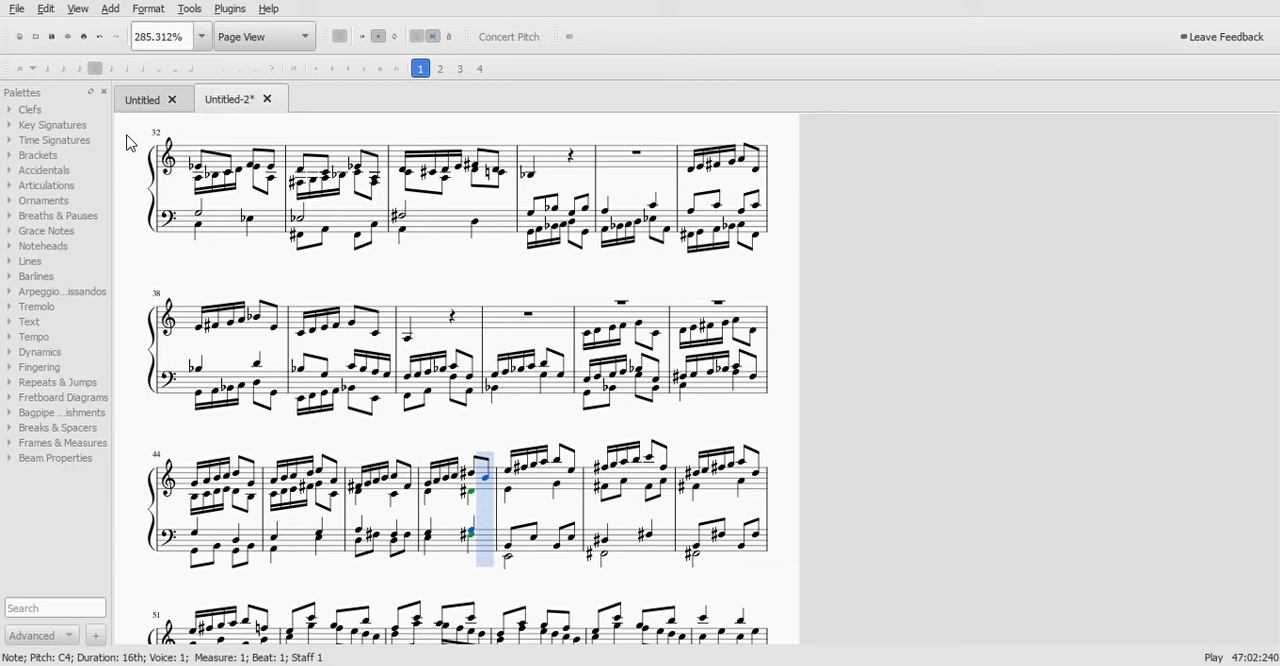 File Edit View Add Format Tools Plugins Help
285.312% Page View Concert Pitch Leave Feedback
1 2 3 4
Palettes
Untitled Untitled-2*
Clefs
Key Signatures
Time Signatures
Brackets
Accidentals
Articulations
Ornaments
Breaths & Pauses
Grace Notes
Noteheads
Lines
Barlines
Arpeggio...issandos
Tremolo
Text
Tempo
Dynamics
Fingering
Repeats & Jumps
Fretboard Diagrams
Bagpipe ...ishments
Breaks & Spacers
Frames & Measures
Beam Properties
Search
Advanced +
32
38
44
51
Note; Pitch: C4; Duration: 16th; Voice: 1; Measure: 1; Beat: 1; Staff 1 Play 47:02:240